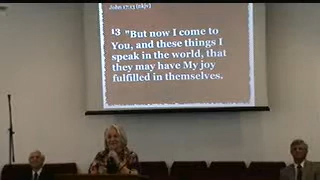 John 17:13 (nkjv)
13 "But now I come to
You, and these things I
speak in the world, that
they may have My joy
fulfilled in themselves.